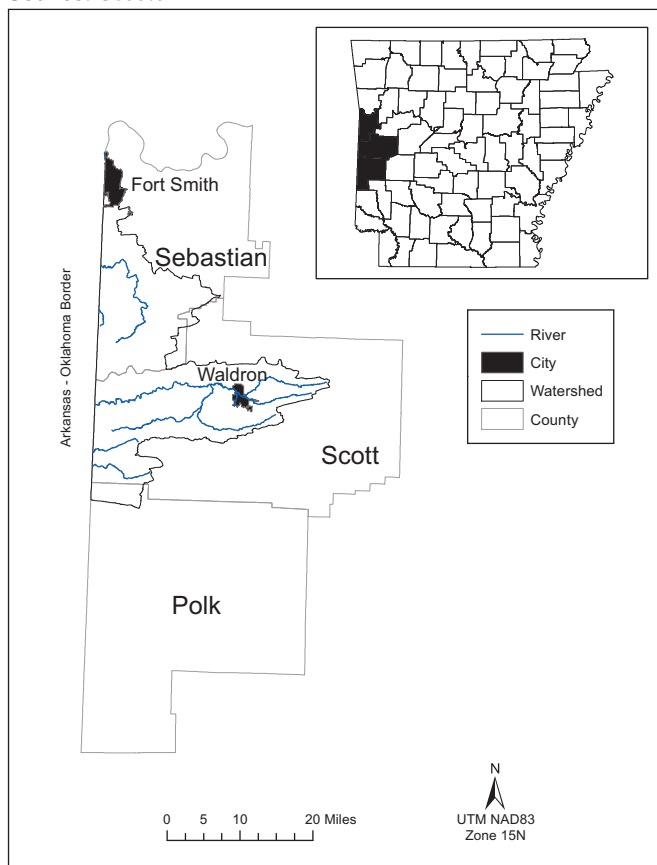 Fort Smith
Sebastian
Arkansas - Oklahoma Border
River
City
Watershed
County
Waldron
Scott
Polk
N
0 5 10 20 Miles
UTM NAD83
Zone 15N